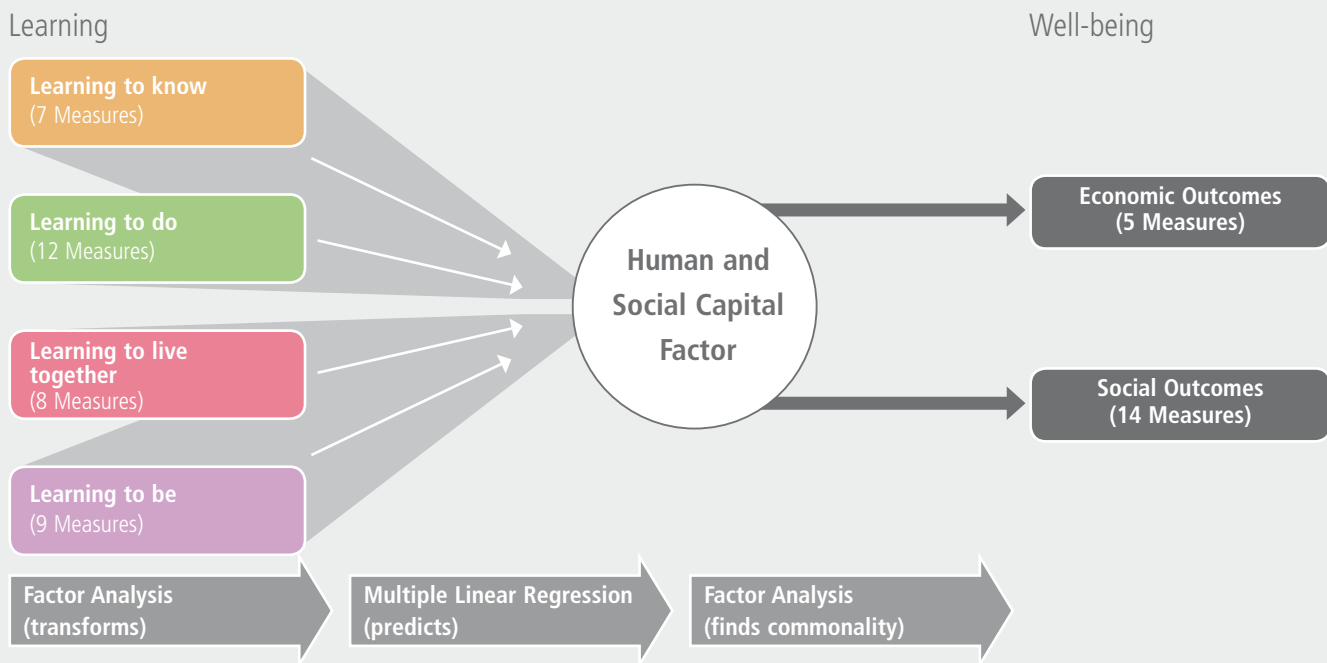 Learning
Well-being
Learning to know
(7 Measures)
Learning to do
(12 Measures)
Learning to live
together
(8 Measures)
Learning to be
(9 Measures)
Human and
Social Capital
Factor
Economic Outcomes
(5 Measures)
Social Outcomes
(14 Measures)
Factor Analysis
(transforms)
Multiple Linear Regression
(predicts)
Factor Analysis
(finds commonality)